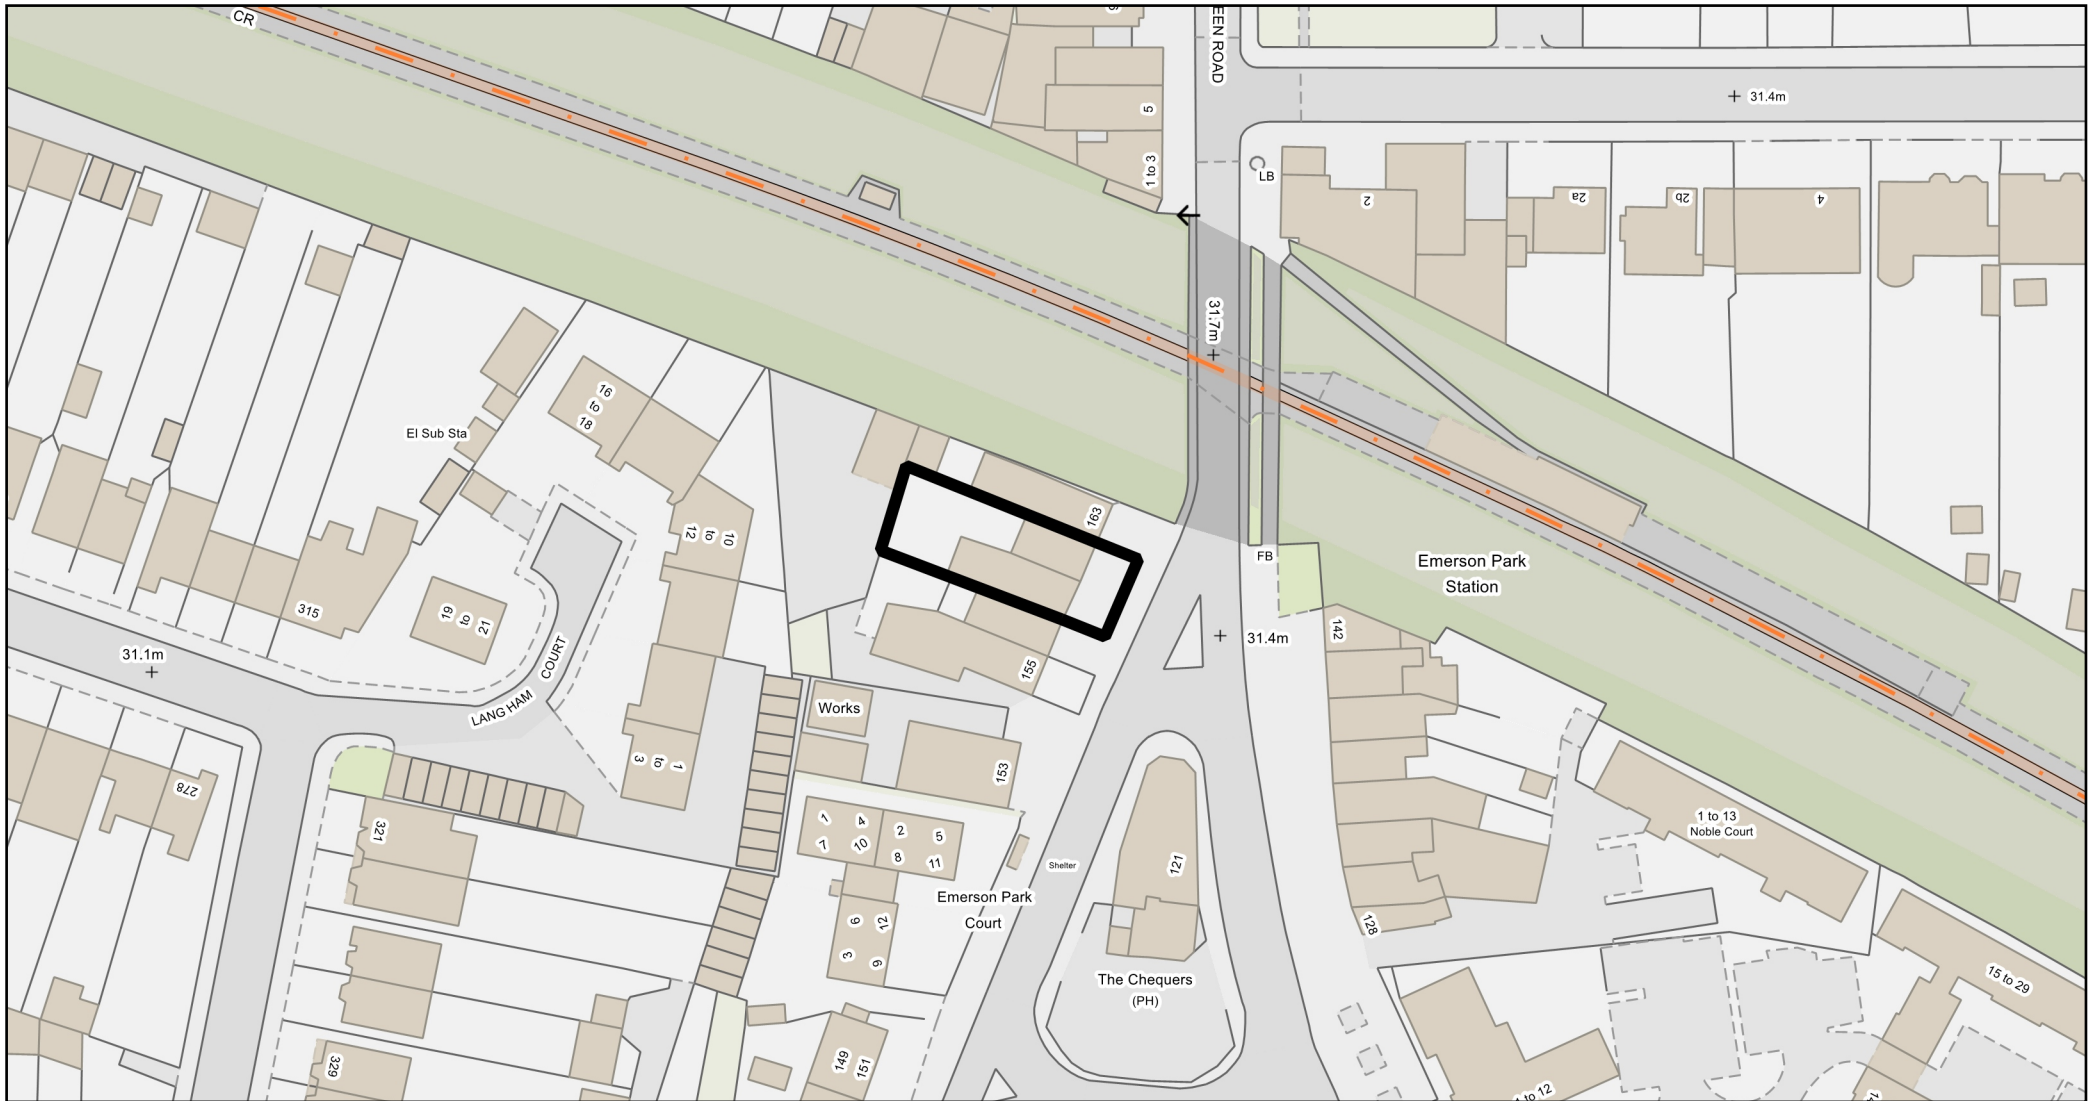 CR
EEN ROAD
5
1 to 3
LB
31.4m
2
2a
2b
4
31.7m
El Sub Sta
16
to
18
10
to
12
163
FB
Emerson Park
Station
315
19
to
21
LANGHAM COURT
31.1m
155
31.4m
142
Works
153
1
to
3
278
321
1
4
7
10
2
5
8
11
Shelter
121
1 to 13
Noble Court
Emerson Park
Court
6
12
3
9
128
The Chequers
(PH)
15 to 29
329
149
151
1 to 12